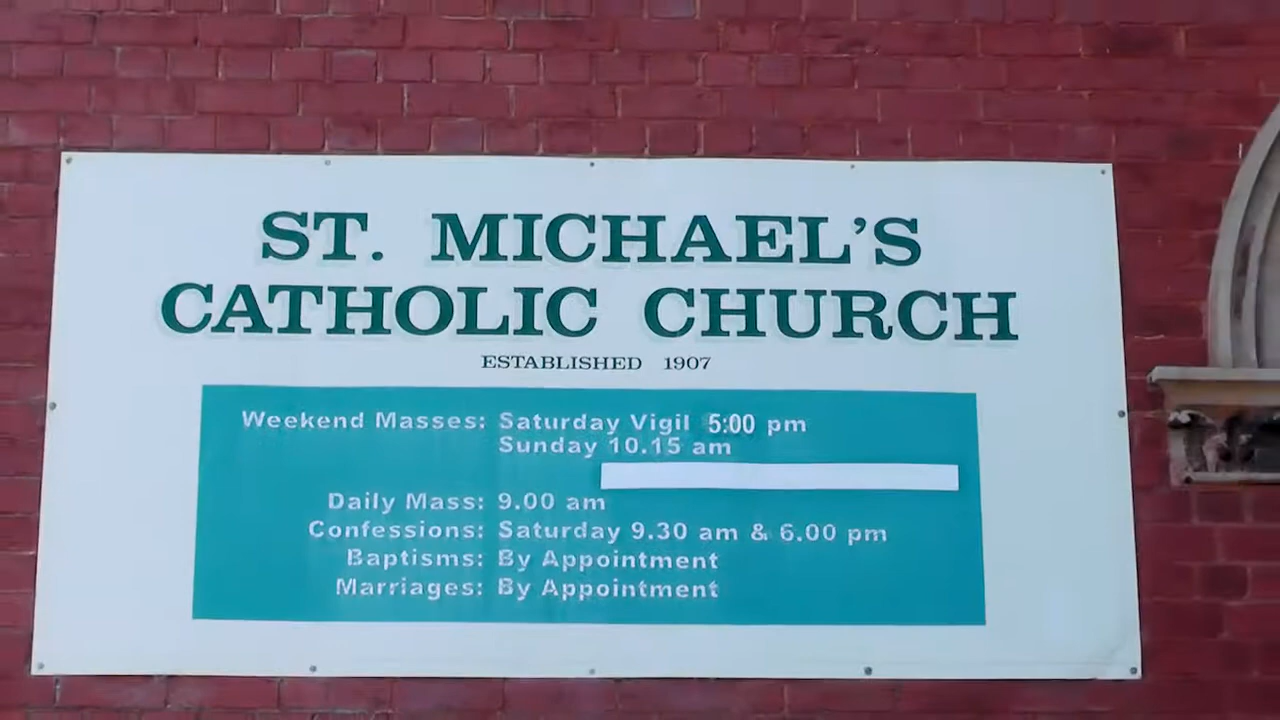 ST. MICHAEL'S
CATHOLIC CHURCH
ESTABLISHED 1907
Weekend Masses: Saturday Vigil 5:00 pm
Sunday 10.15 am
Daily Mass: 9.00 am
Confessions: Saturday 9.30 am & 6.00 pm
Baptisms: By Appointment
Marriages: By Appointment